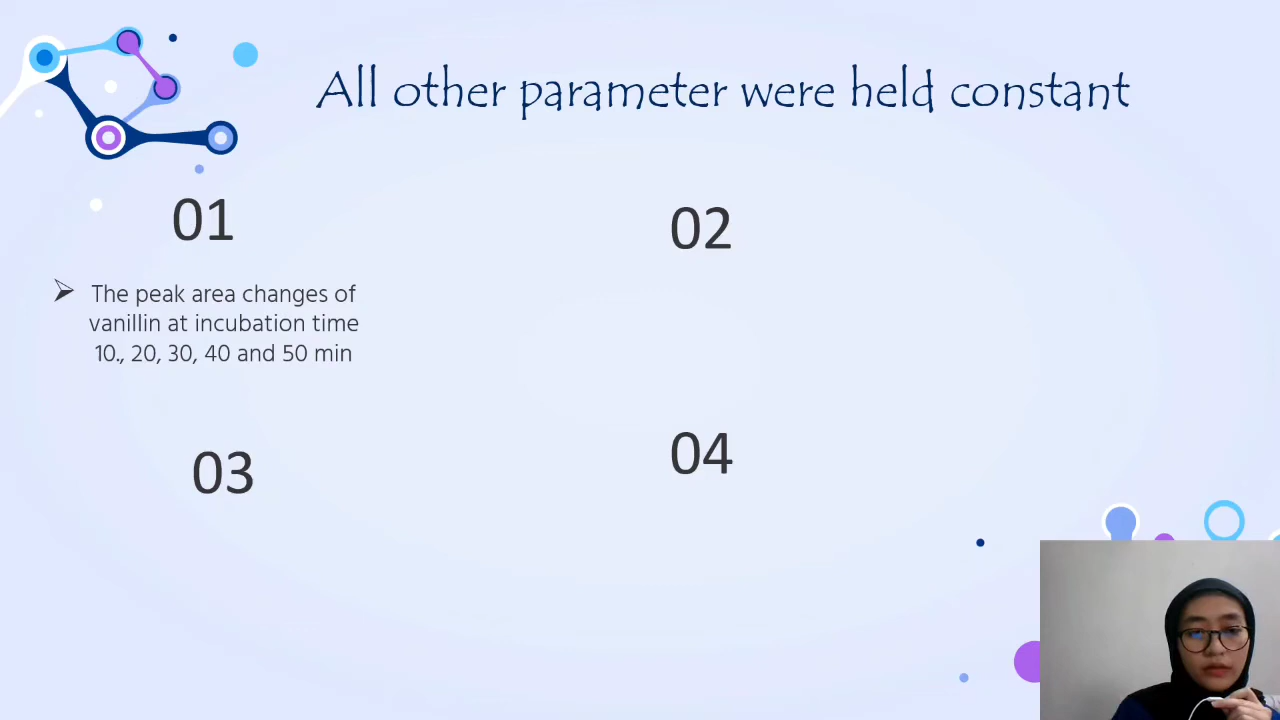 All other parameter were held constant
01
02
The peak area changes of
vanillin at incubation time
10., 20, 30, 40 and 50 min
03
04